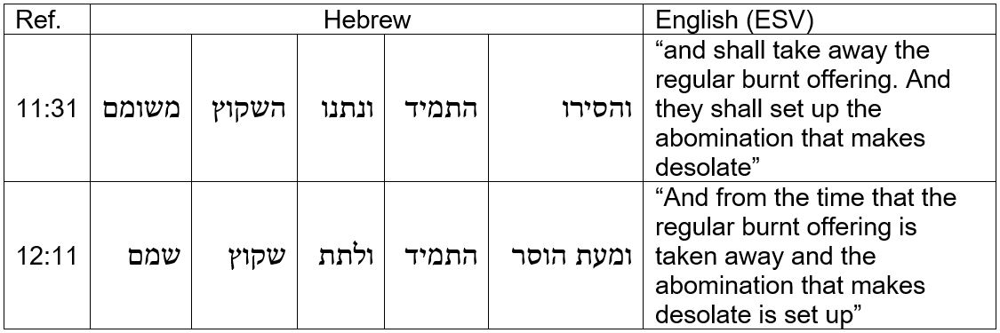 Ref.
Hebrew
English (ESV)
11:31
והסירו התמיד ונתנו השקוץ משומם
“and shall take away the
regular burnt offering. And
they shall set up the
abomination that makes
desolate”
12:11
ומעת הוסר התמיד ולתת שקוץ שמם
“And from the time that the
regular burnt offering is
taken away and the
abomination that makes
desolate is set up”